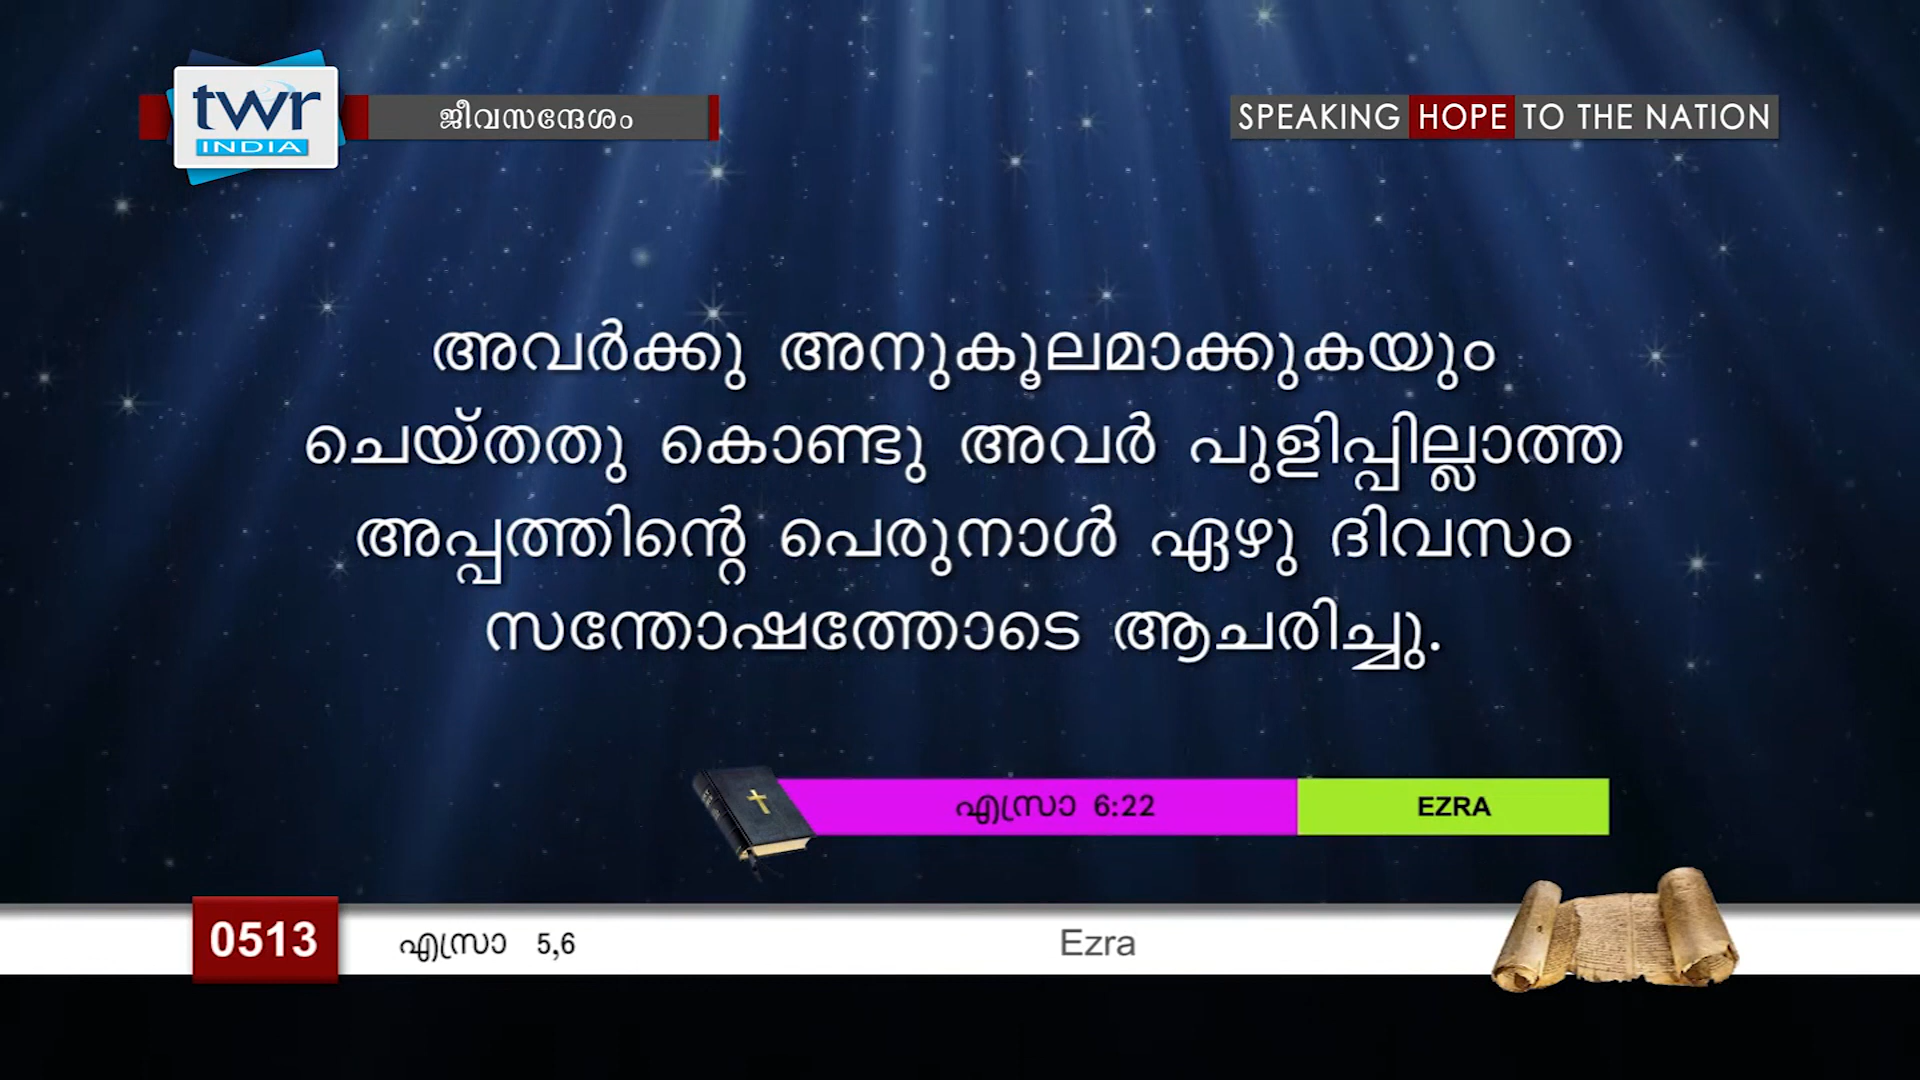 twr
INDIA
ജീവസന്ദേശം
SPEAKING HOPE TO THE NATION
അവർക്കു അനുകൂലമാക്കുകയും
ചെയ്തതു കൊണ്ടു അവർ പുളിപ്പില്ലാത്ത
അപ്പത്തിന്റെ പെരുനാൾ ഏഴു ദിവസം
സന്തോഷത്തോടെ ആചരിച്ചു.
എസ്രാ 6:22
EZRA
0513
എസ്രാ 5,6
Ezra